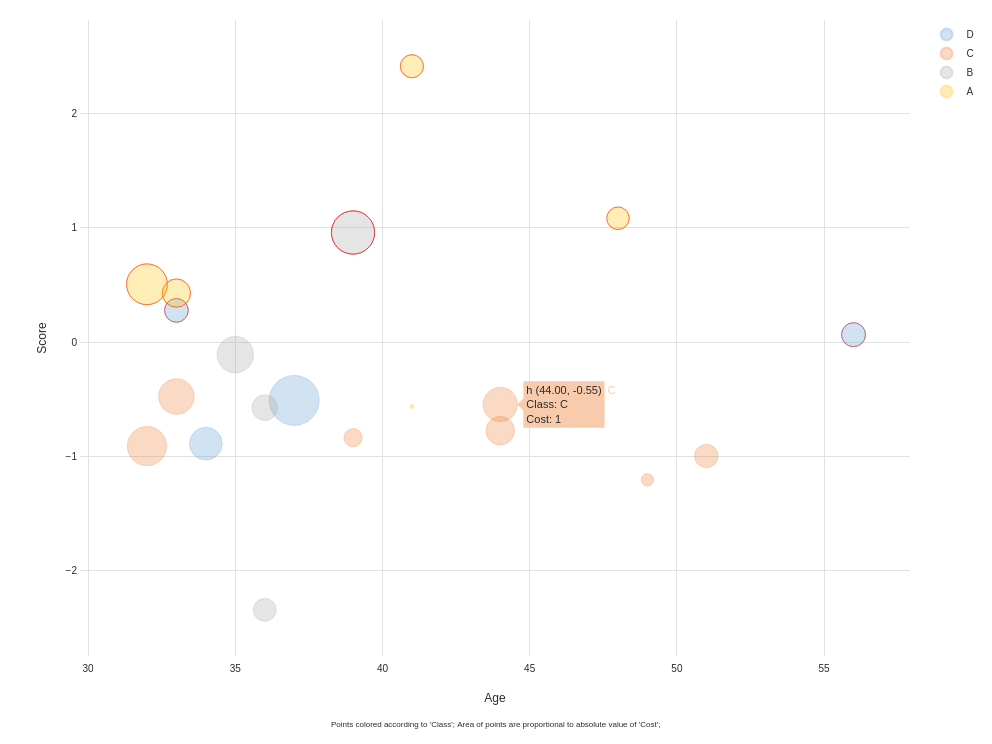 D
C
B
A
2
1
0
−1
−2
Score
h (44.00, -0.55) C
Class: C
Cost: 1
30 35 40 45 50 55
Age
Points colored according to 'Class'; Area of points are proportional to absolute value of 'Cost';